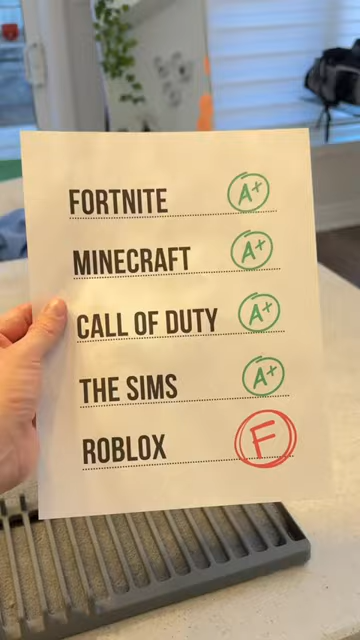 FORTNITE A+
MINECRAFT A+
CALL OF DUTY A+
THE SIMS A+
ROBLOX F